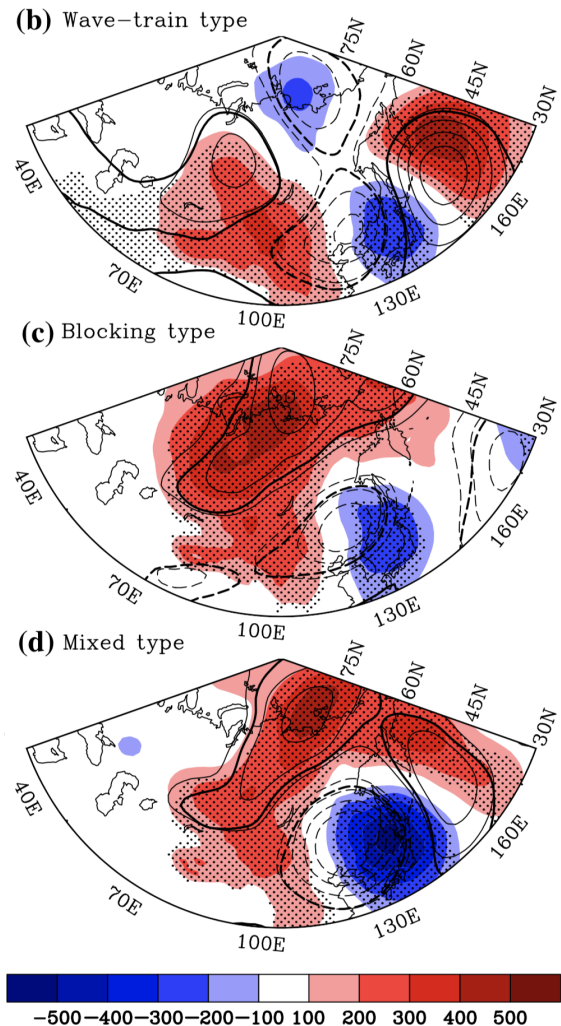 (b) Wave-train type
75N
60N
45N
30N
40E
70E
100E
130E
160E
(c) Blocking type
75N
60N
45N
30N
40E
70E
100E
130E
160E
(d) Mixed type
75N
60N
45N
30N
40E
70E
100E
130E
160E
-500 -400 -300 -200 -100 100 200 300 400 500